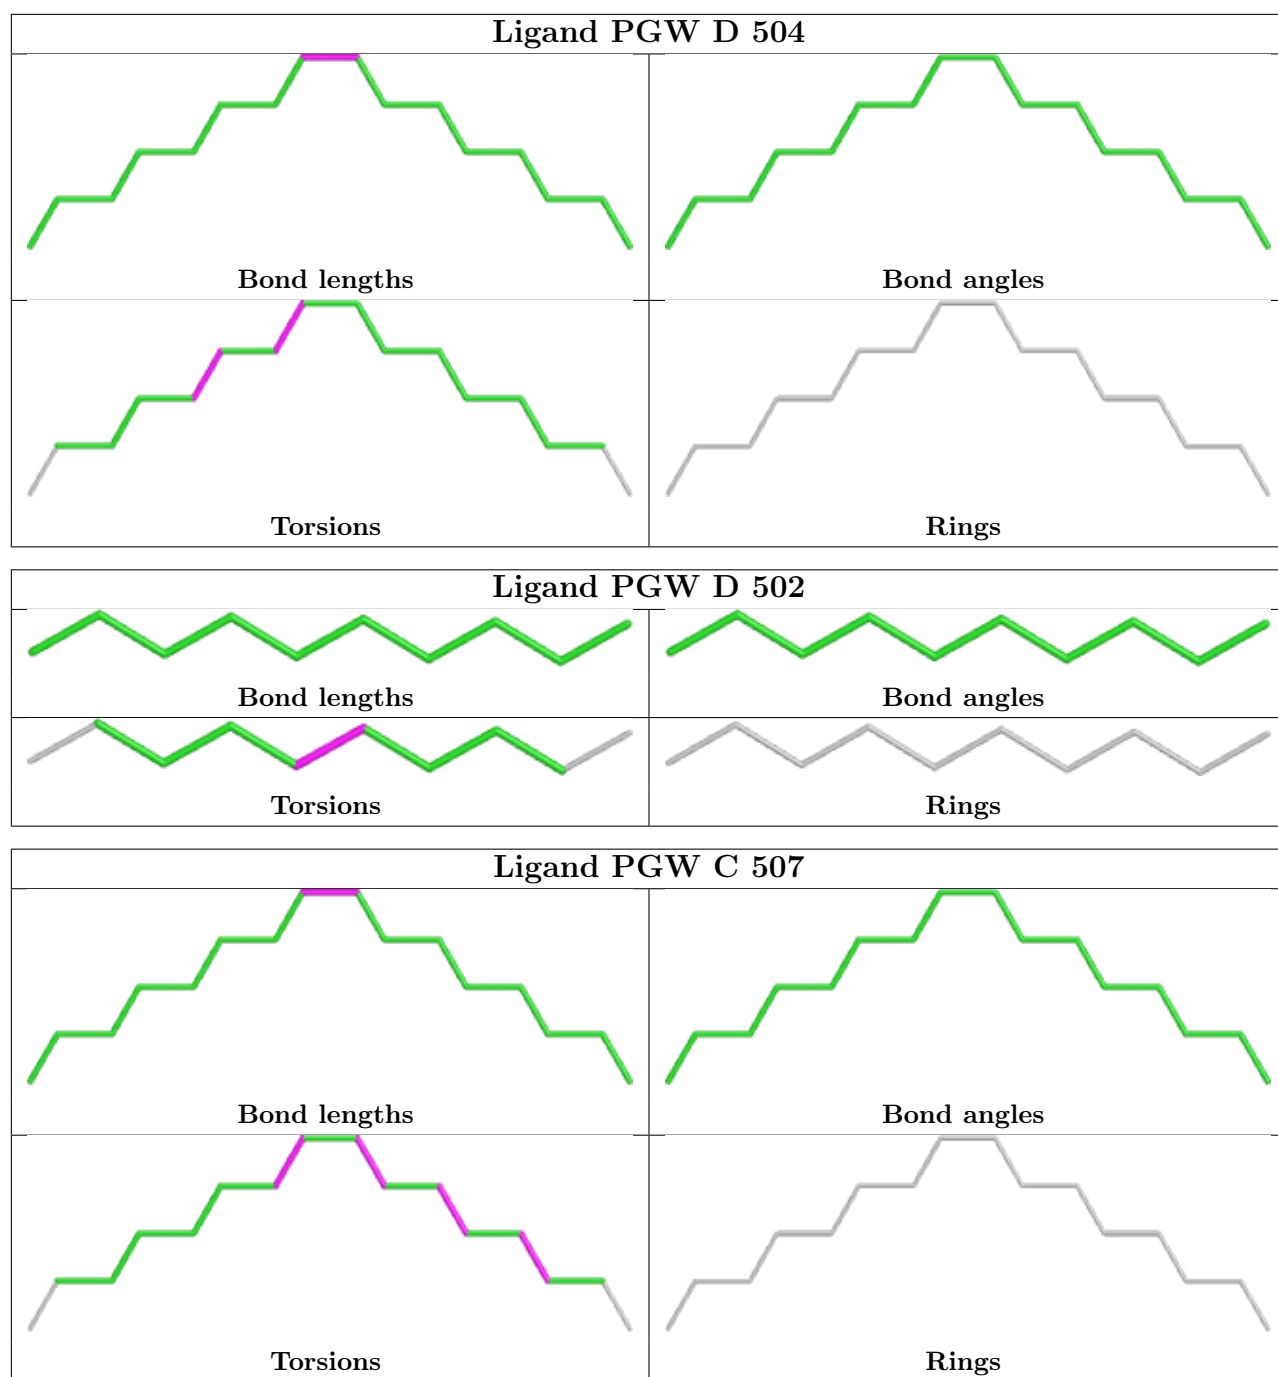 Ligand PGW D 504
Bond lengths
Bond angles
Torsions
Rings
Ligand PGW D 502
Bond lengths
Bond angles
Torsions
Rings
Ligand PGW C 507
Bond lengths
Bond angles
Torsions
Rings